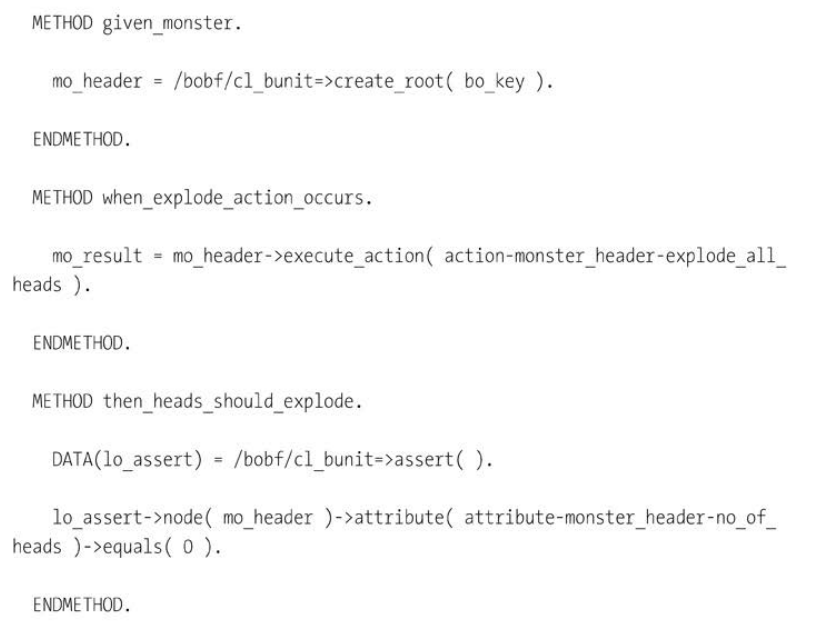 METHOD given_monster.
mo_header = /bobf/cl_bunit=>create_root( bo_key ).
ENDMETHOD.
METHOD when_explode_action_occurs.
mo_result = mo_header->execute_action( action-monster_header-explode_all_
heads ).
ENDMETHOD.
METHOD then_heads_should_explode.
DATA(lo_assert) = /bobf/cl_bunit=>assert( ).
lo_assert->node( mo_header )->attribute( attribute-monster_header-no_of_
heads )->equals( 0 ).
ENDMETHOD.